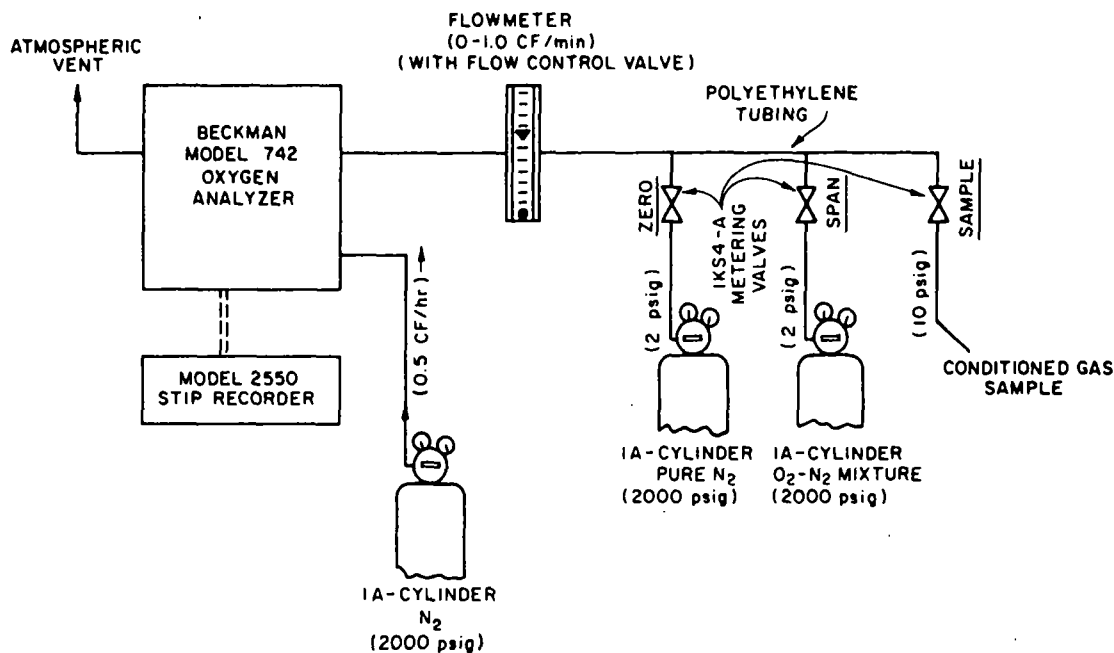 FLOWMETER
(0-1.0 CF/min)
(WITH FLOW CONTROL VALVE)
ATMOSPHERIC
VENT
POLYETHYLENE
TUBING
BECKMAN
MODEL 742
OXYGEN
ANALYZER
ZERO
IKS4-A
METERING
VALVES
SPAN
SAMPLE
(0.5 CF/hr)
(2 psig)
(2 psig)
(10 psig)
CONDITIONED GAS
SAMPLE
MODEL 2550
STIP RECORDER
IA-CYLINDER
PURE N₂
(2000 psig)
IA-CYLINDER
O₂-N₂ MIXTURE
(2000 psig)
IA-CYLINDER
N₂
(2000 psig)